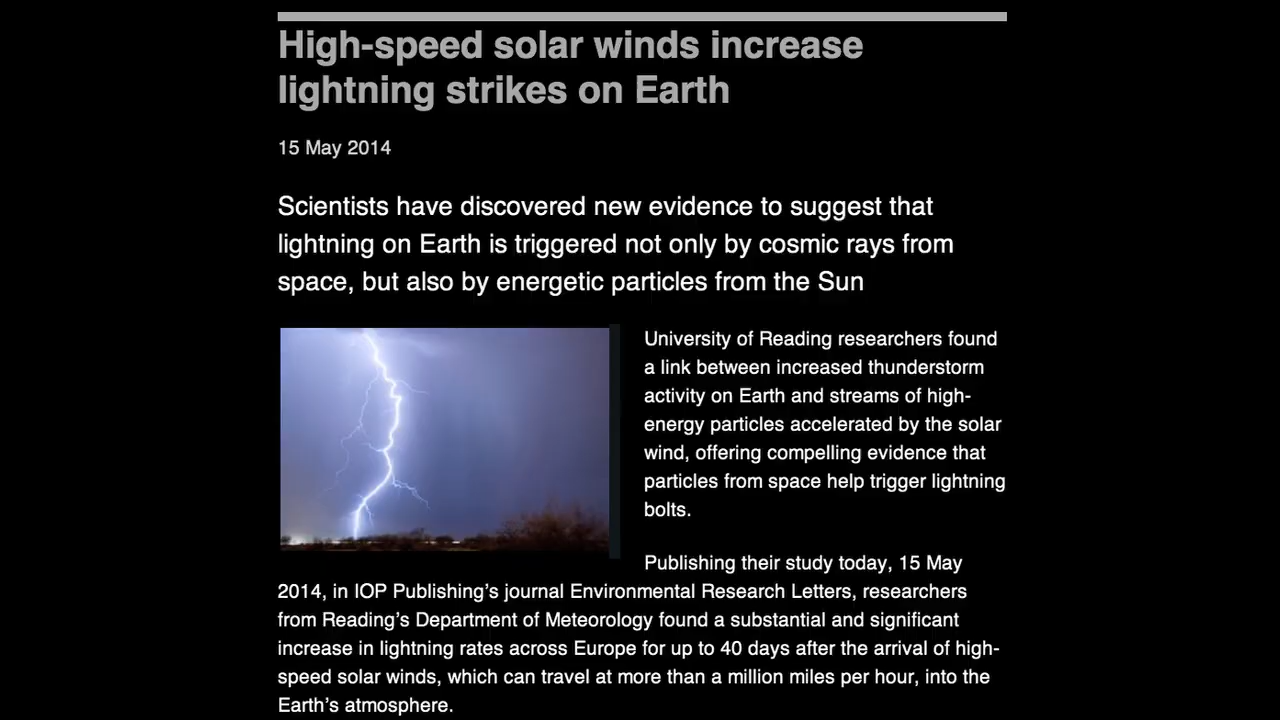 High-speed solar winds increase
lightning strikes on Earth
15 May 2014
Scientists have discovered new evidence to suggest that
lightning on Earth is triggered not only by cosmic rays from
space, but also by energetic particles from the Sun
University of Reading researchers found
a link between increased thunderstorm
activity on Earth and streams of high-
energy particles accelerated by the solar
wind, offering compelling evidence that
particles from space help trigger lightning
bolts.
Publishing their study today, 15 May
2014, in IOP Publishing’s journal Environmental Research Letters, researchers
from Reading’s Department of Meteorology found a substantial and significant
increase in lightning rates across Europe for up to 40 days after the arrival of high-
speed solar winds, which can travel at more than a million miles per hour, into the
Earth’s atmosphere.